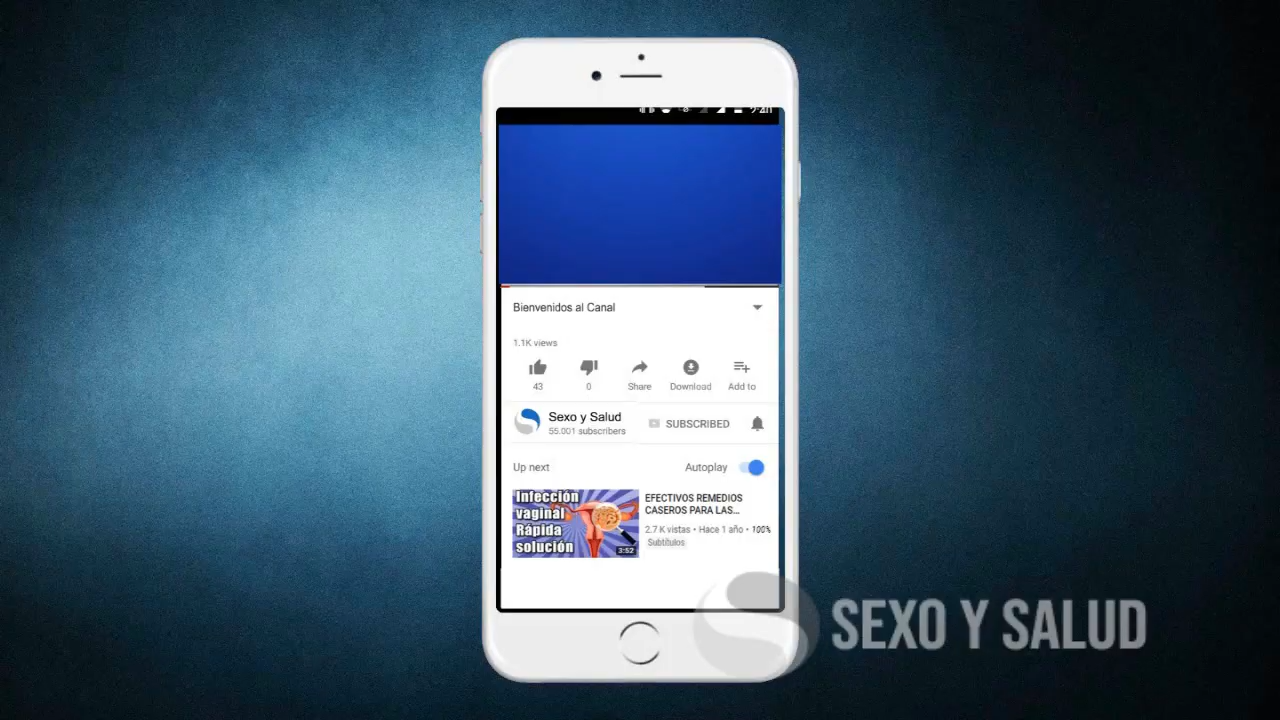 2:40
Bienvenidos al Canal
1.1K views
43
0
Share
Download
Add to
Sexo y Salud
55.001 subscribers
SUBSCRIBED
Up next
Autoplay
Infección
vaginal
Rápida
solución
3:52
EFECTIVOS REMEDIOS
CASEROS PARA LAS...
2.7 K vistas • Hace 1 año • 100%
Subtítulos
SEXO Y SALUD